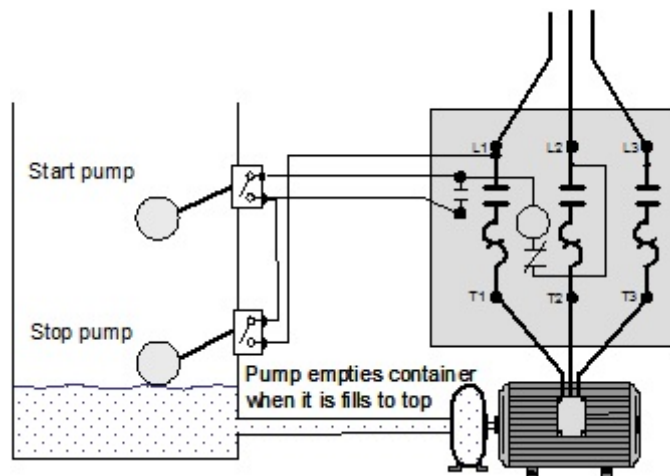 L1 L2 L3
Start pump
T1 T2 T3
Stop pump
Pump empties container
when it is fills to top